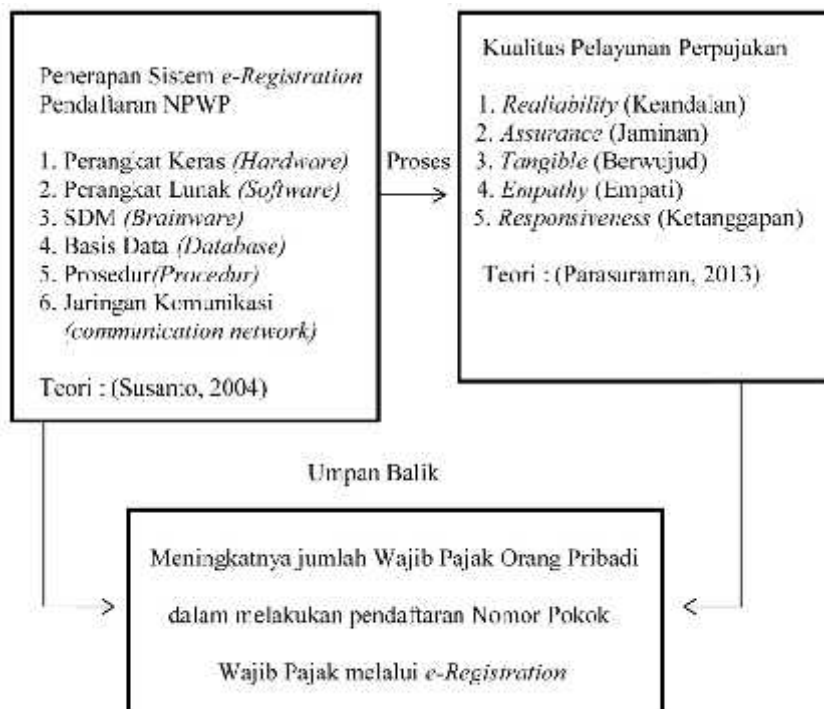 Penerapan Sistem e-Registration
Pendaftaran NPWP
1. Perangkat Keras (Hardware)
2. Perangkat Lunak (Software)
3. SDM (Brainware)
4. Basis Data (Database)
5. Prosedur(Procedur)
6. Jaringan Komunikasi
(communication network)
Teori : (Susanto, 2004)
Proses
Kualitas Pelayunan Perpujakan
1. Realiability (Keandalan)
2. Assurance (Jaminan)
3. Tangible (Berwujud)
4. Empathy (Empati)
5. Responsiveness (Ketanggapan)
Teori : (Parasuraman, 2013)
Umpan Balik
Meningkatnya jumlah Wajib Pajak Orang Pribadi
dalam melakukan pendaftaran Nomor Pokok
Wajib Pajak melalui e-Registration